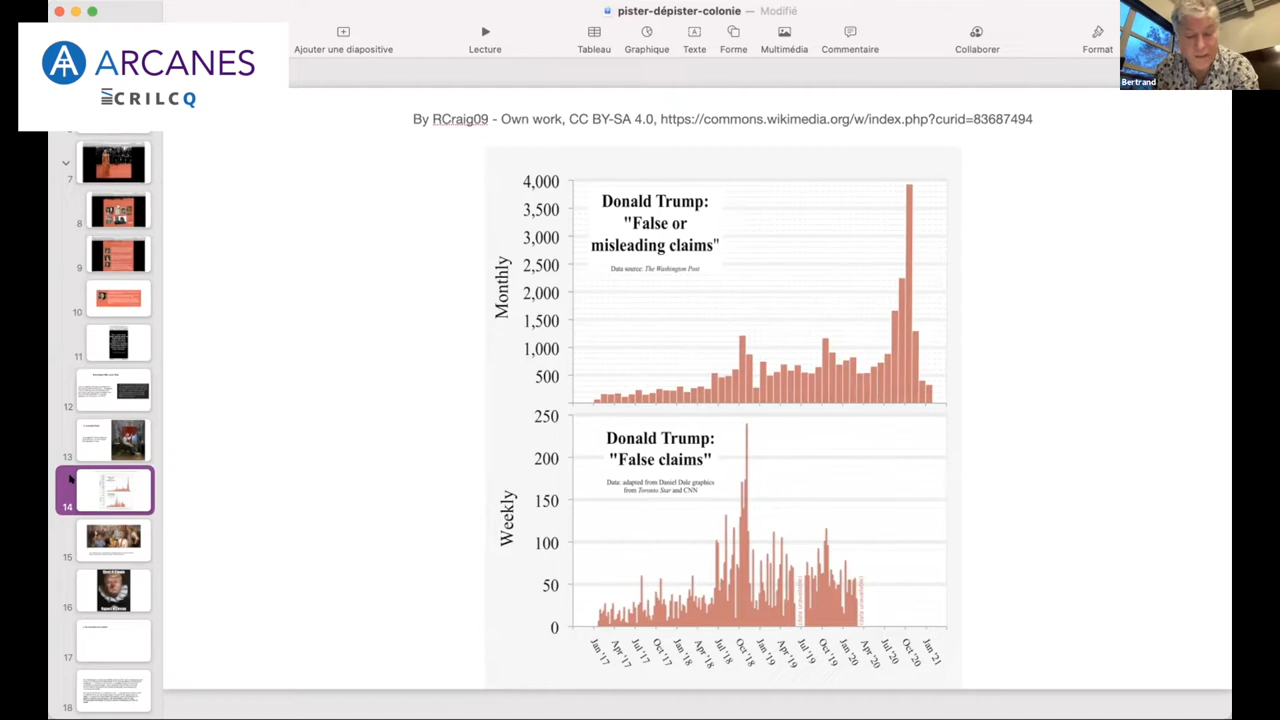 pister-dépister-colonie — Modifié
ARCANES
CRILCQ
Ajouter une diapositive
Lecture
Tableau
Graphique
Texte
Forme
Multimédia
Commentaire
Collaborer
Format
Bertrand
By RCraig09 - Own work, CC BY-SA 4.0, https://commons.wikimedia.org/w/index.php?curid=83687494
7
8
9
10
11
12
13
14
15
16
17
18
Monthly
4,000
3,500
3,000
2,500
2,000
1,500
1,000
500
Donald Trump:
"False or
misleading claims"
Data source: The Washington Post
Weekly
250
200
150
100
50
0
Donald Trump:
"False claims"
Data: adapted from Daniel Dale graphics
from Toronto Star and CNN
(data unavailable)
(data unavailable)
Jan '17
Apr '17
Jul '17
Oct '17
Jan '18
Apr '18
Jul '18
Oct '18
Jan '19
Apr '19
Jul '19
Oct '19
Jan '20
Apr '20
Jul '20
Oct '20
Jan '21